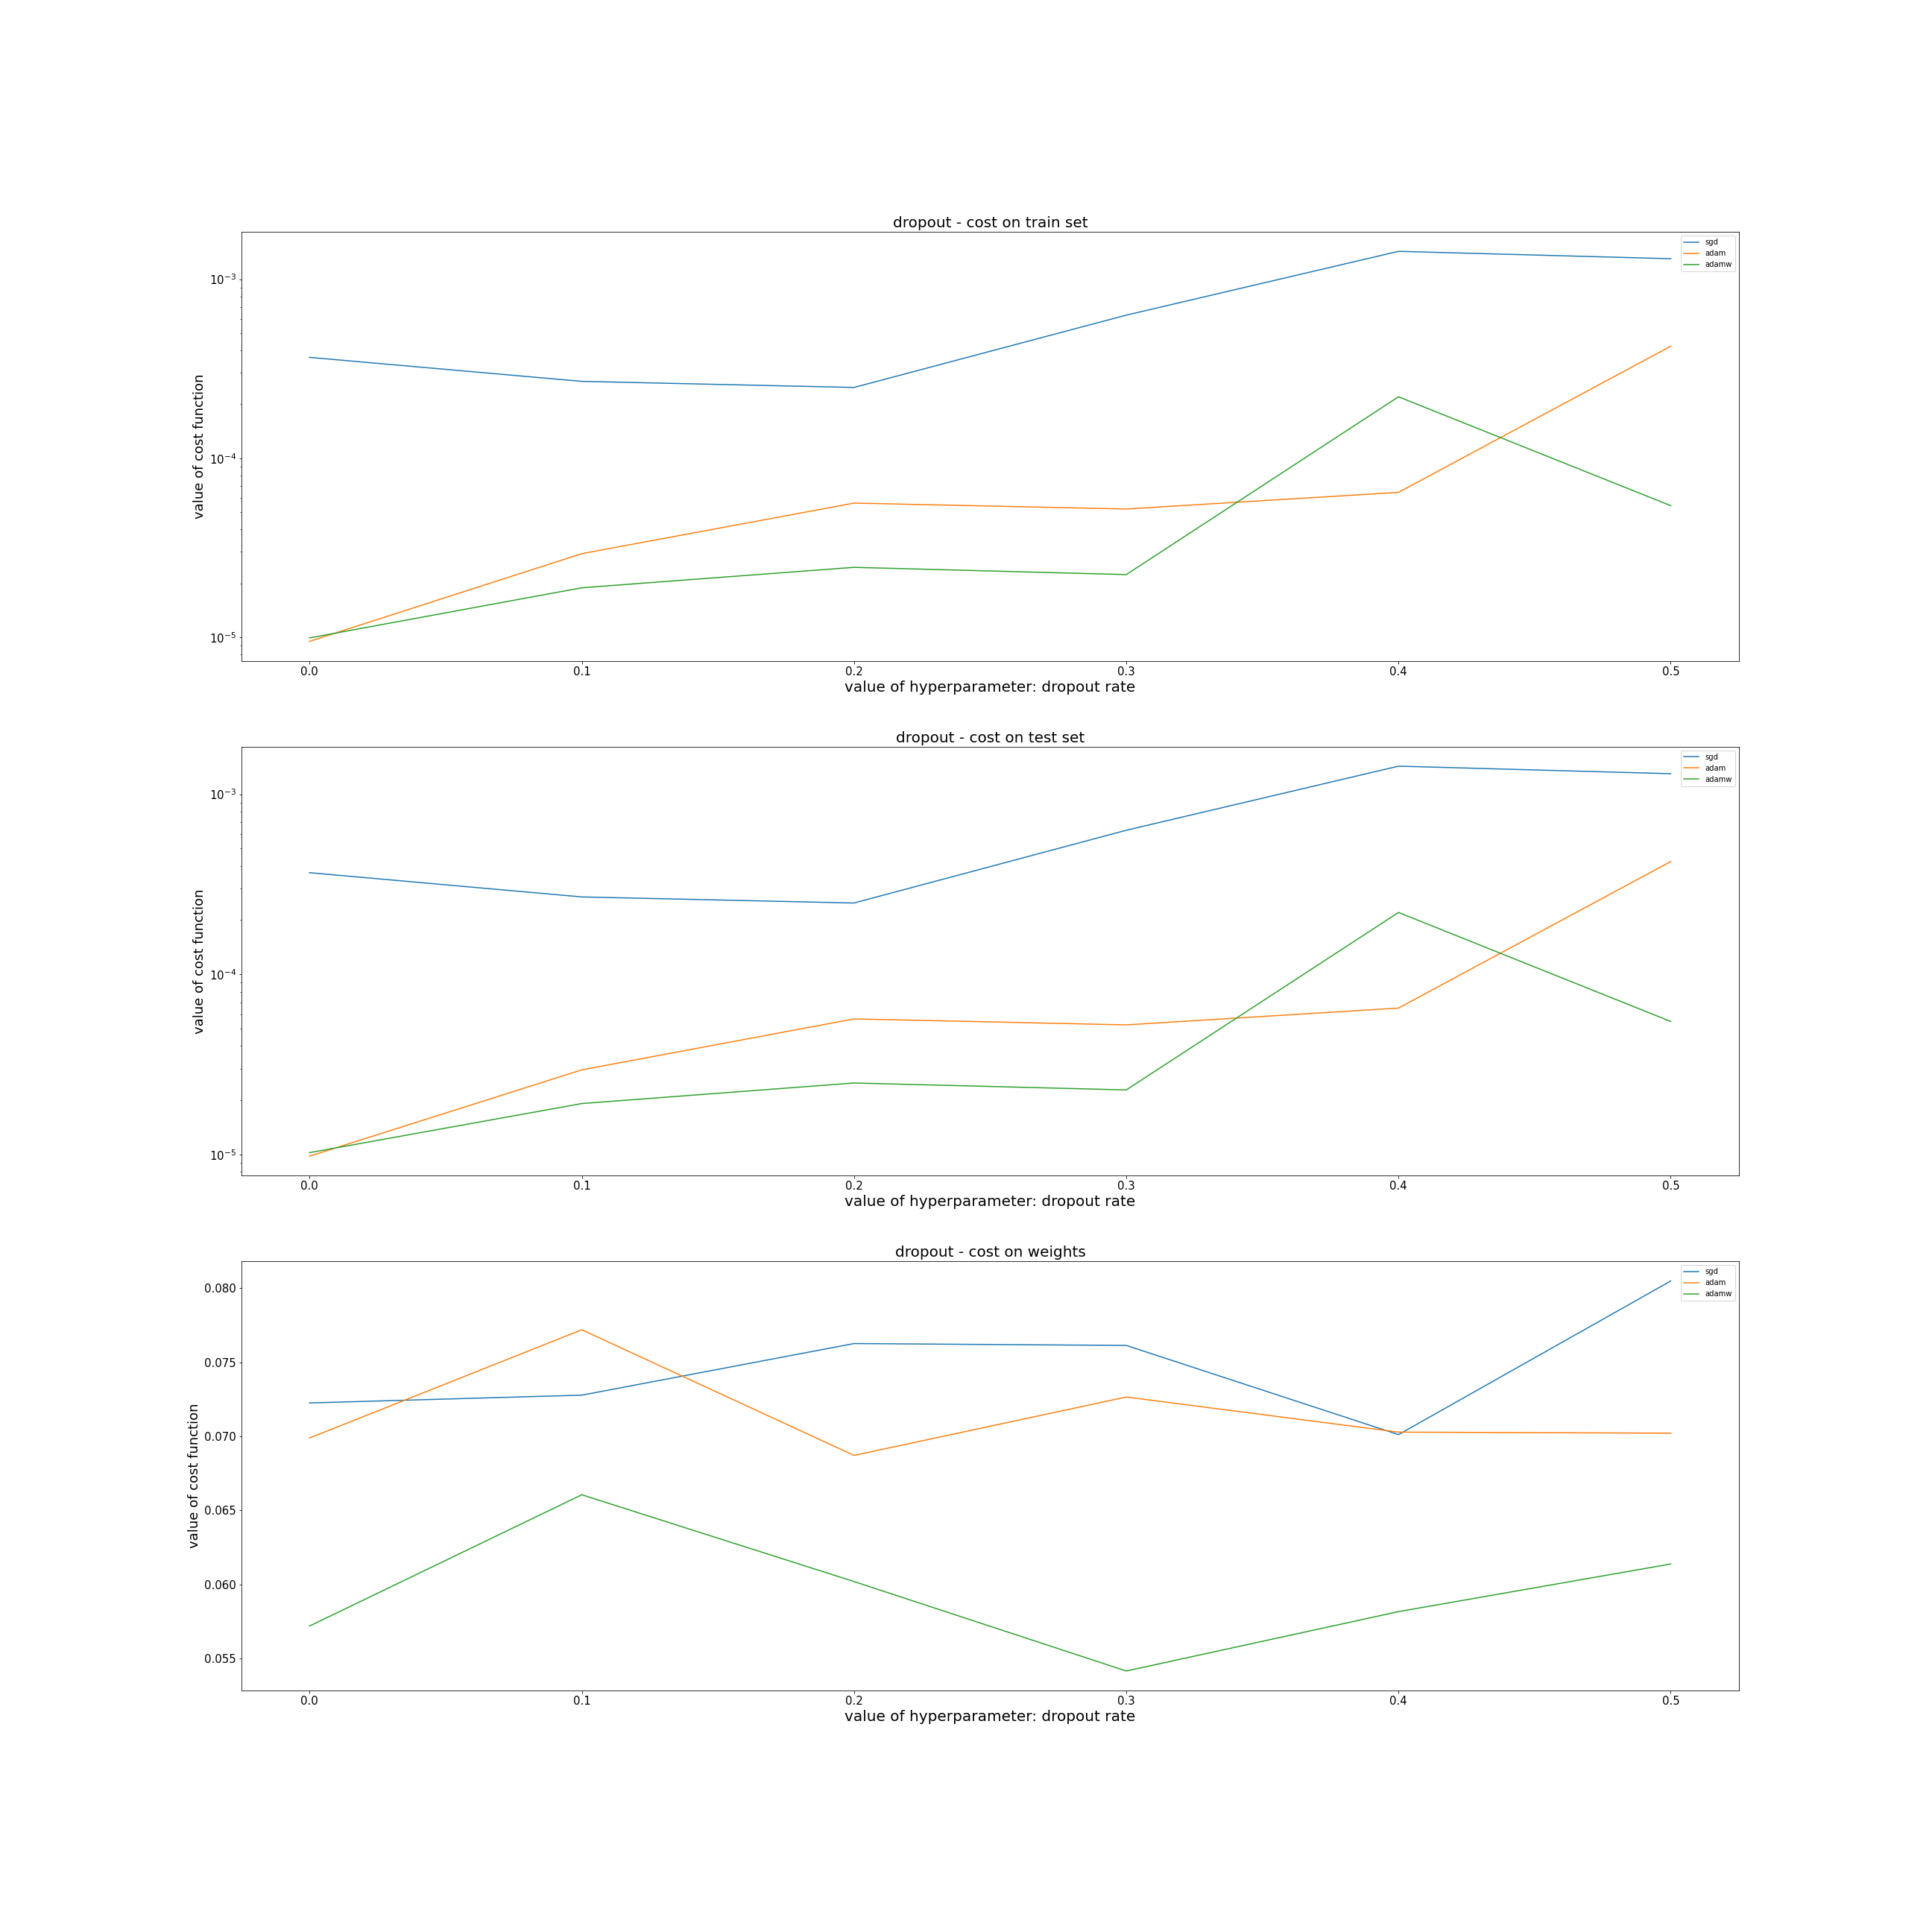 dropout - cost on train set
sgd
adam
adamw
value of cost function
10⁻³
10⁻⁴
10⁻⁵
0.0 0.1 0.2 0.3 0.4 0.5
value of hyperparameter: dropout rate
dropout - cost on test set
sgd
adam
adamw
value of cost function
10⁻³
10⁻⁴
10⁻⁵
0.0 0.1 0.2 0.3 0.4 0.5
value of hyperparameter: dropout rate
dropout - cost on weights
sgd
adam
adamw
value of cost function
0.080
0.075
0.070
0.065
0.060
0.055
0.0 0.1 0.2 0.3 0.4 0.5
value of hyperparameter: dropout rate